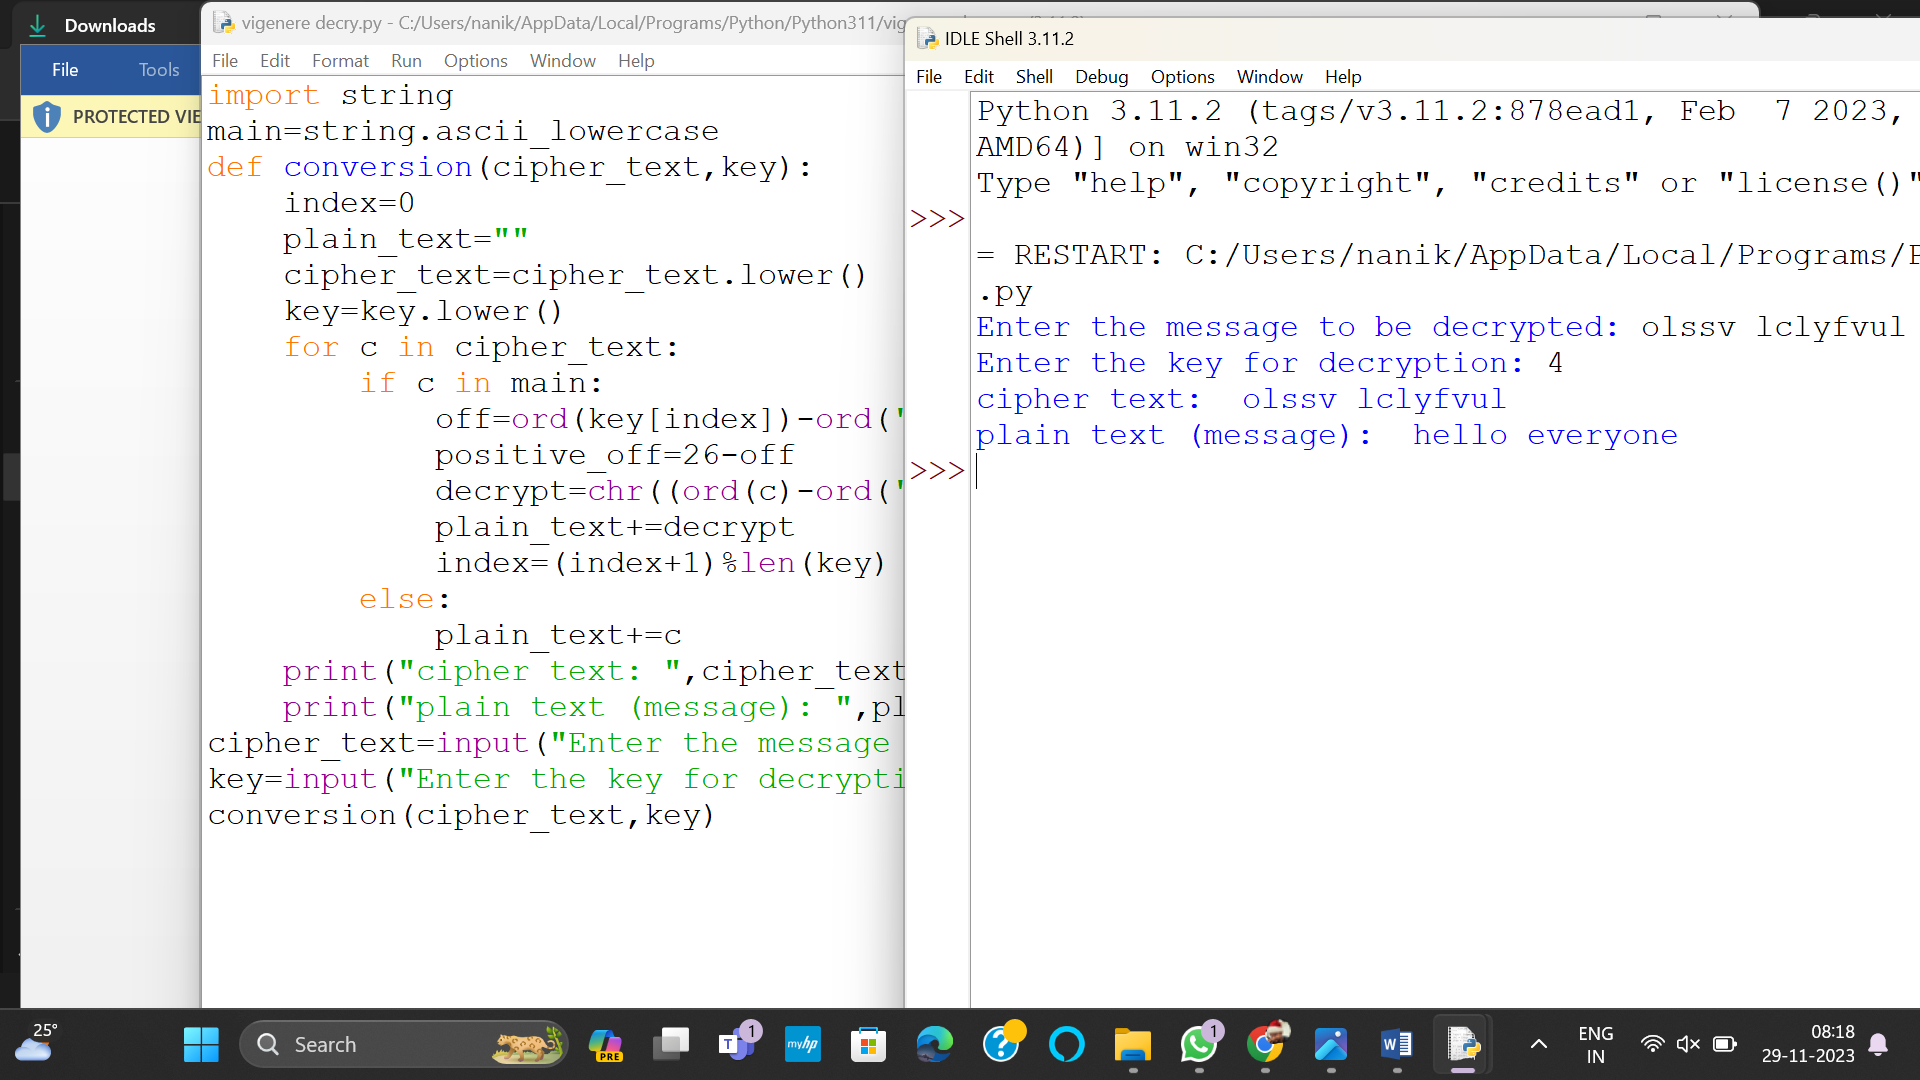 Downloads
File Tools
PROTECTED VIE
vigenere decry.py - C:/Users/nanik/AppData/Local/Programs/Python/Python311/vig
File Edit Format Run Options Window Help
import string
main=string.ascii_lowercase
def conversion(cipher_text,key):
    index=0
    plain_text=""
    cipher_text=cipher_text.lower()
    key=key.lower()
    for c in cipher_text:
        if c in main:
            off=ord(key[index])-ord('
            positive_off=26-off
            decrypt=chr((ord(c)-ord('
            plain_text+=decrypt
            index=(index+1)%len(key)
        else:
            plain_text+=c
    print("cipher text: ",cipher_text
    print("plain text (message): ",pl
cipher_text=input("Enter the message
key=input("Enter the key for decrypti
conversion(cipher_text,key)
IDLE Shell 3.11.2
File Edit Shell Debug Options Window Help
Python 3.11.2 (tags/v3.11.2:878ead1, Feb  7 2023,
AMD64)] on win32
Type "help", "copyright", "credits" or "license()"
>>>
= RESTART: C:/Users/nanik/AppData/Local/Programs/P
.py
Enter the message to be decrypted: olssv lclyfvul
Enter the key for decryption: 4
cipher text:  olssv lclyfvul
plain text (message):  hello everyone
>>>
25°
Search
PRE
T
1
myhp
?
1
W
ENG
IN
08:18
29-11-2023